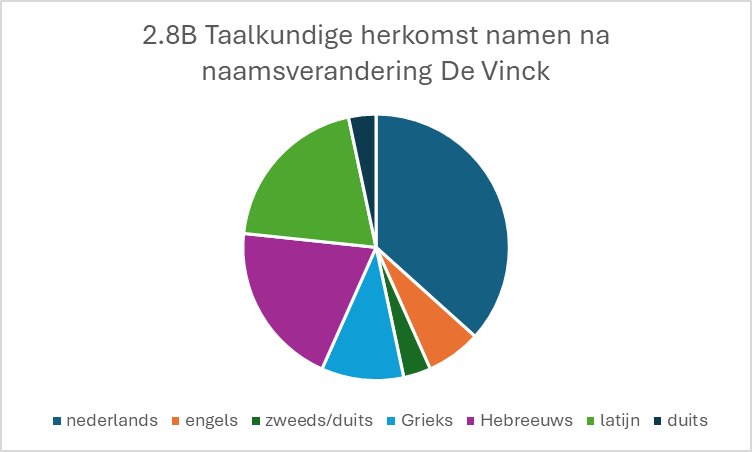 2.8B Taalkundige herkomst namen na
naamsverandering De Vinck
nederlands engels zweeds/duits Grieks Hebreeuws latijn duits